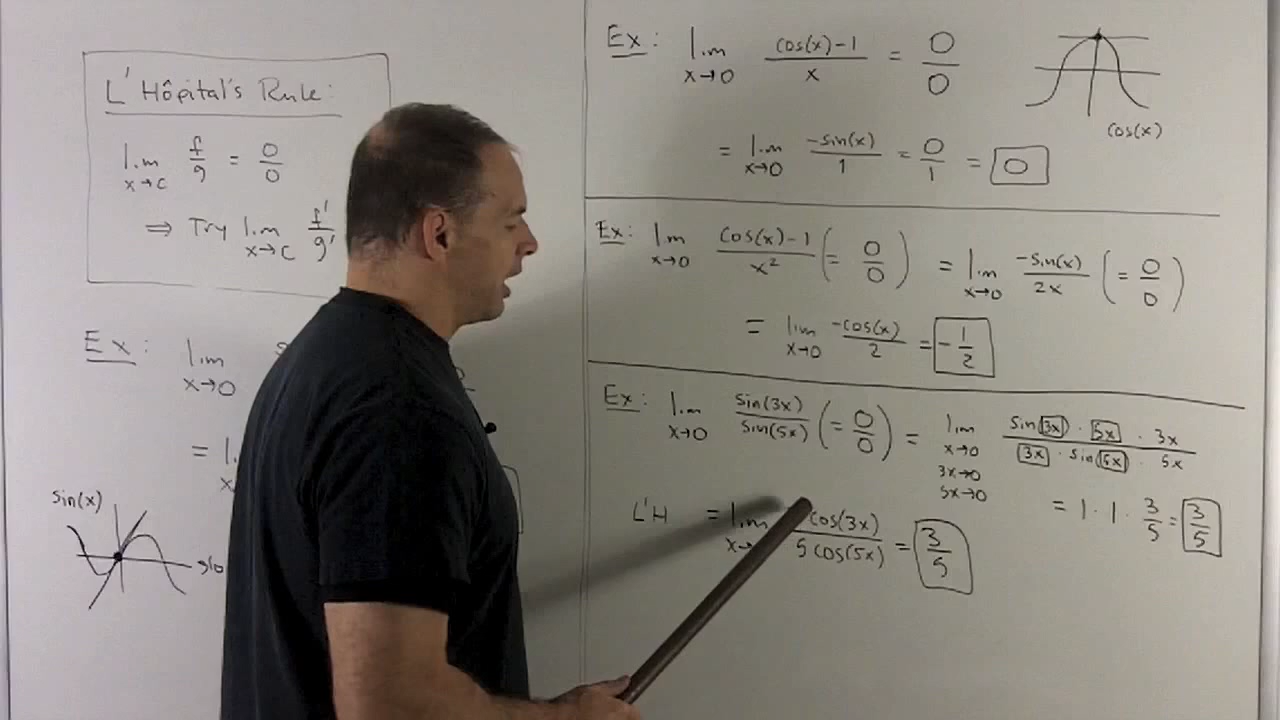 L'Hôpital's Rule:
lim x→c f/g = 0/0
⇒ Try lim x→c f'/g'
Ex: lim x→0
= 
sin(x)
Ex: lim x→0 (cos(x)-1)/x = 0/0
cos(x)
= lim x→0 -sin(x)/1 = 0/1 = 0
Ex: lim x→0 (cos(x)-1)/x² (= 0/0) = lim x→0 -sin(x)/2x (= 0/0)
= lim x→0 -cos(x)/2 = -1/2
Ex: lim x→0 sin(3x)/sin(5x) (= 0/0) = lim x→0 3x→0 5x→0 sin(3x) · 5x · 3x / 3x · sin(5x) · 5x
= 1 · 1 · 3/5 = 3/5
L'H = lim cos(3x)/5cos(5x) = 3/5